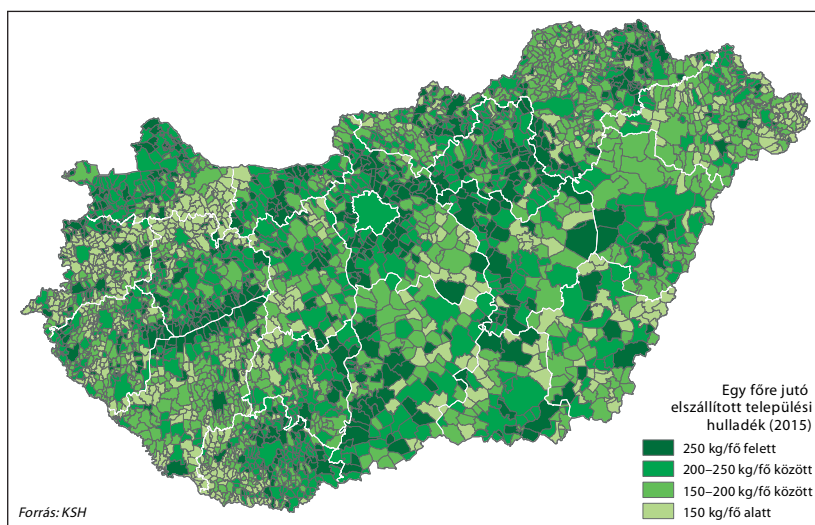 Egy főre jutó
elszállított települési
hulladék (2015)
250 kg/fő felett
200–250 kg/fő között
150–200 kg/fő között
150 kg/fő alatt
Forrás: KSH